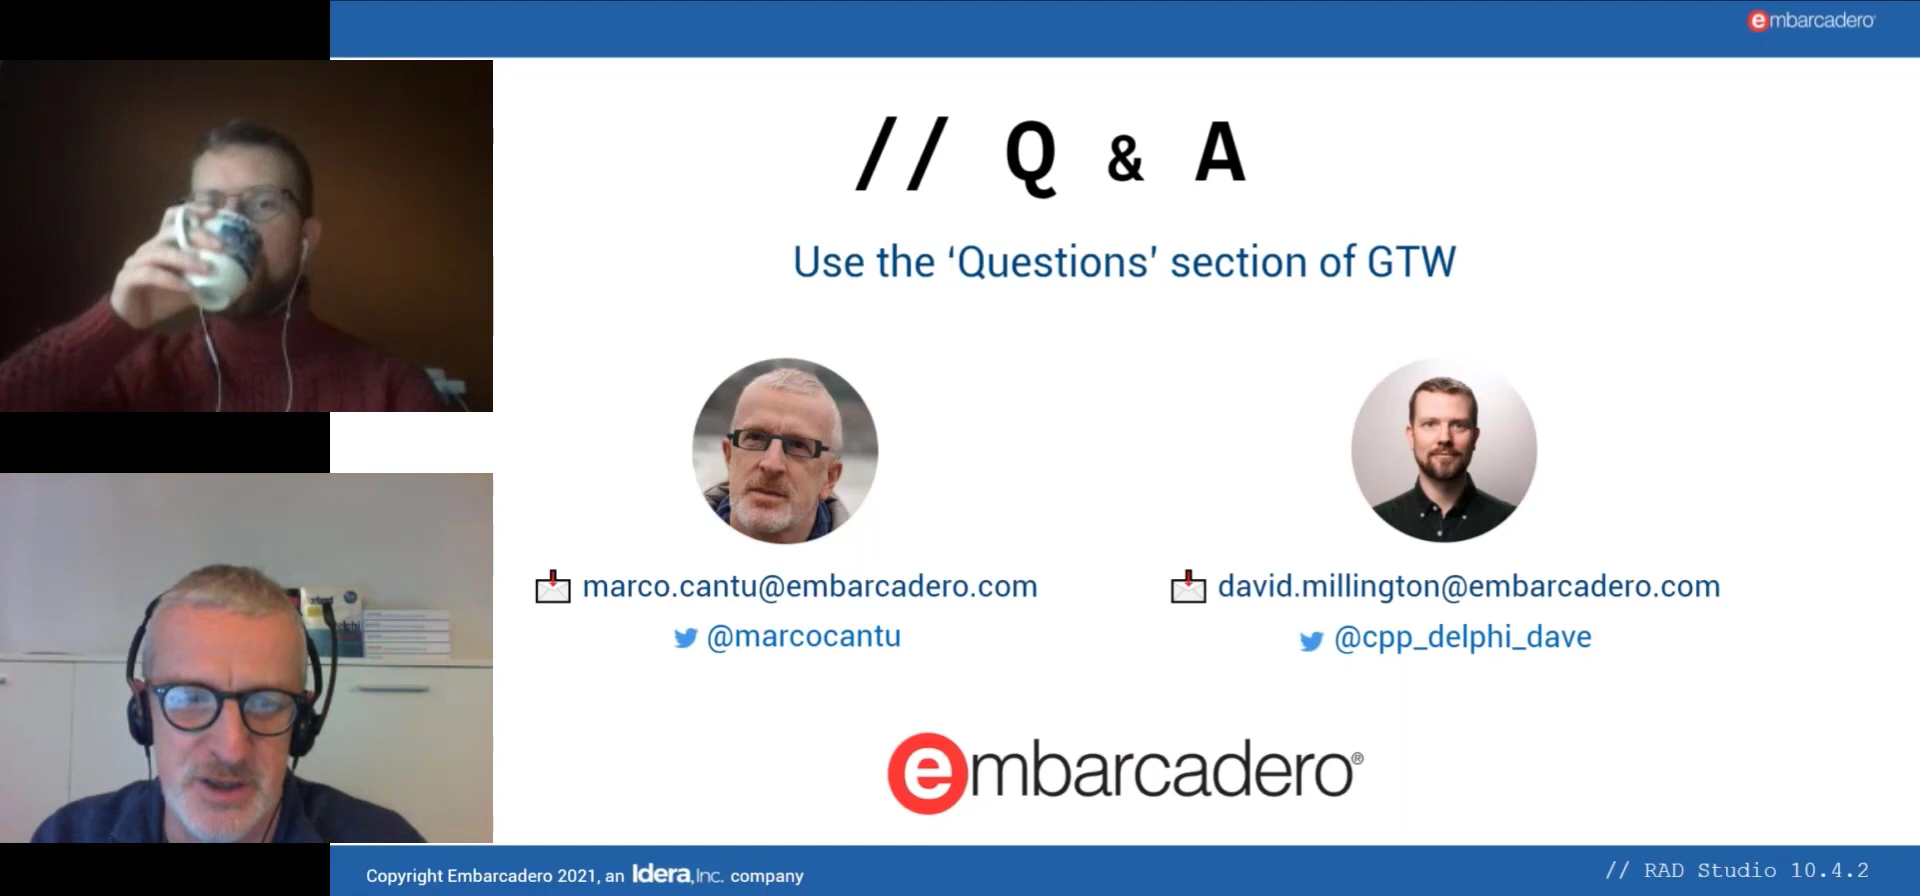 embarcadero
// Q & A
Use the ‘Questions’ section of GTW
marco.cantu@embarcadero.com
@marcocantu
david.millington@embarcadero.com
@cpp_delphi_dave
embarcadero®
Copyright Embarcadero 2021, an Idera, Inc. company
// RAD Studio 10.4.2